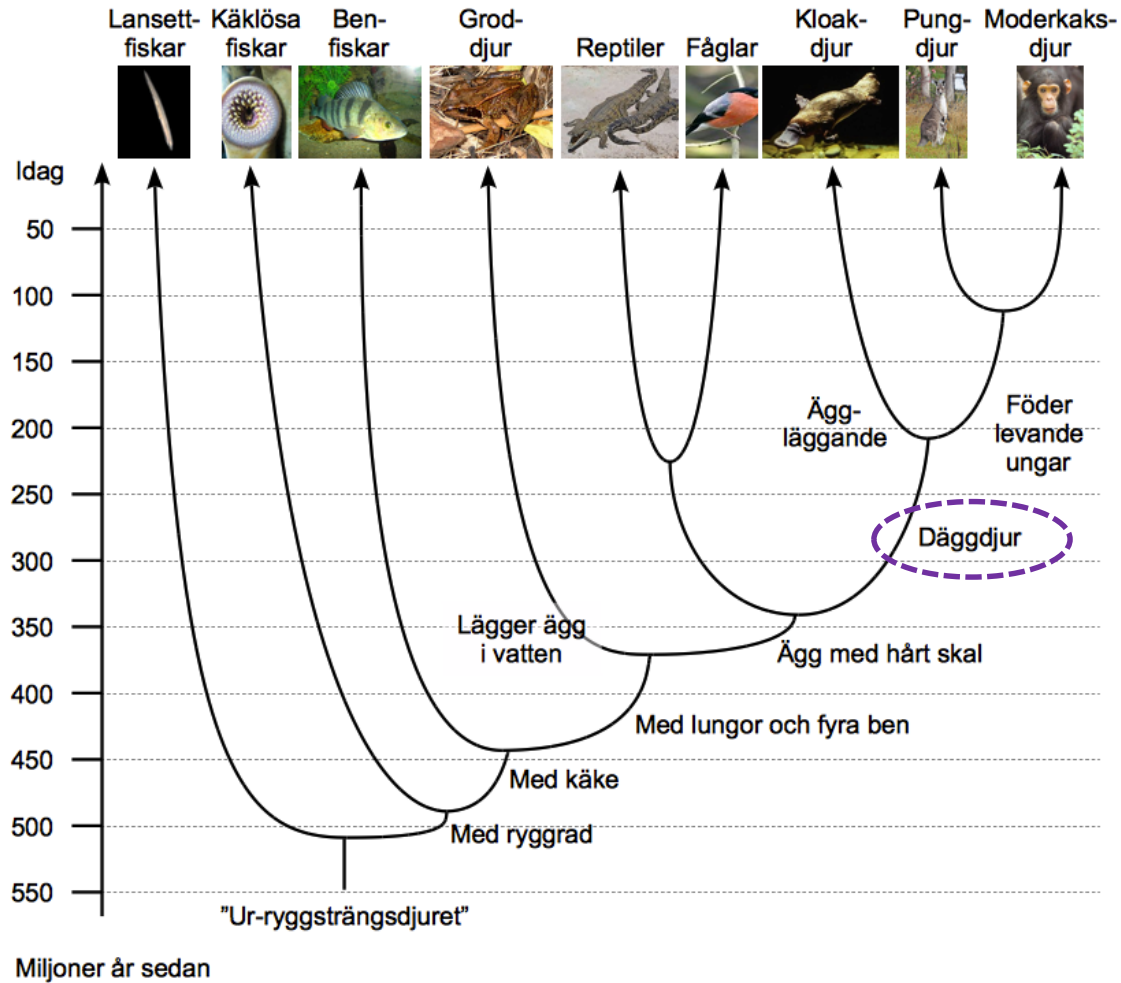 Lansett-
fiskar
Käklösa
fiskar
Ben-
fiskar
Grod-
djur
Reptiler
Fåglar
Kloak-
djur
Pung-
djur
Moderkaks-
djur
Idag
50
100
150
200
250
300
350
400
450
500
550
Ägg-
läggande
Föder
levande
ungar
Däggdjur
Lägger ägg
i vatten
Ägg med hårt skal
Med lungor och fyra ben
Med käke
Med ryggrad
”Ur-ryggsträngsdjuret”
Miljoner år sedan